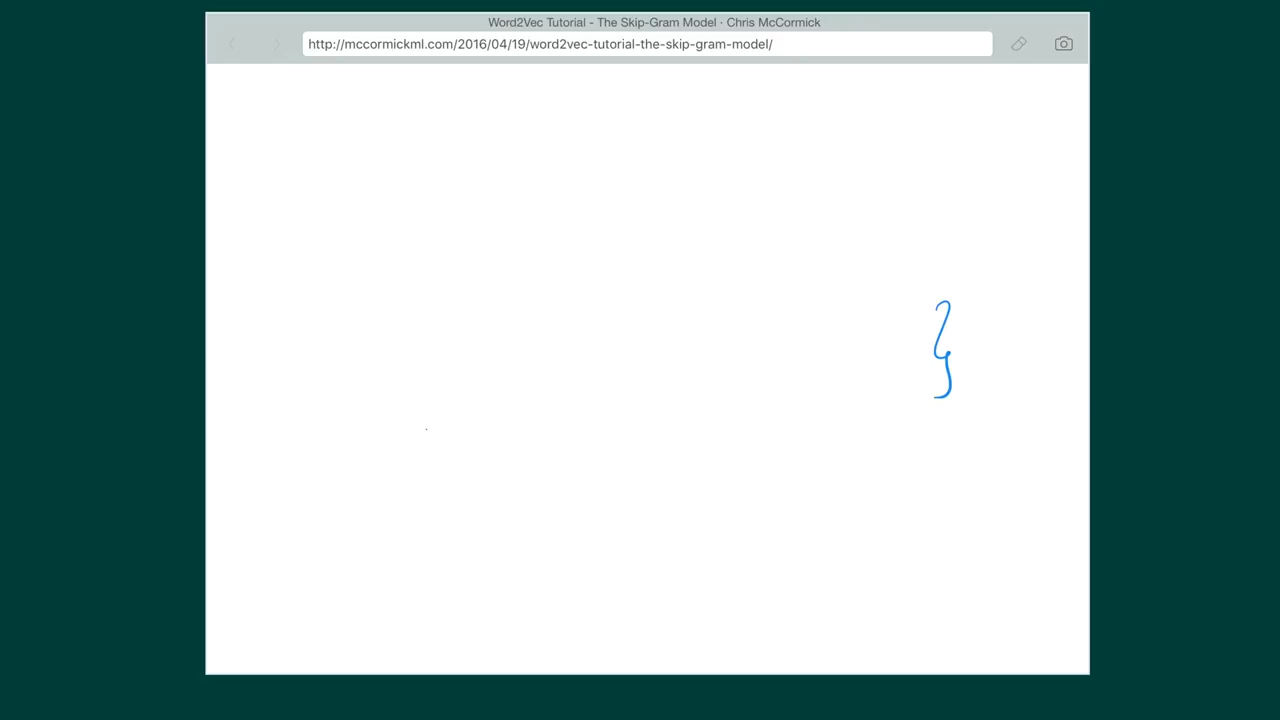 Word2Vec Tutorial - The Skip-Gram Model · Chris McCormick
http://mccormickml.com/2016/04/19/word2vec-tutorial-the-skip-gram-model/
}